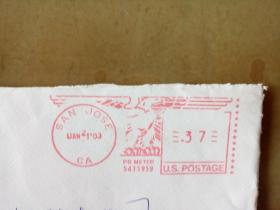 SAN JOSE
JAN 21 '03
CA
PB METER
5411959
.37
U.S. POSTAGE